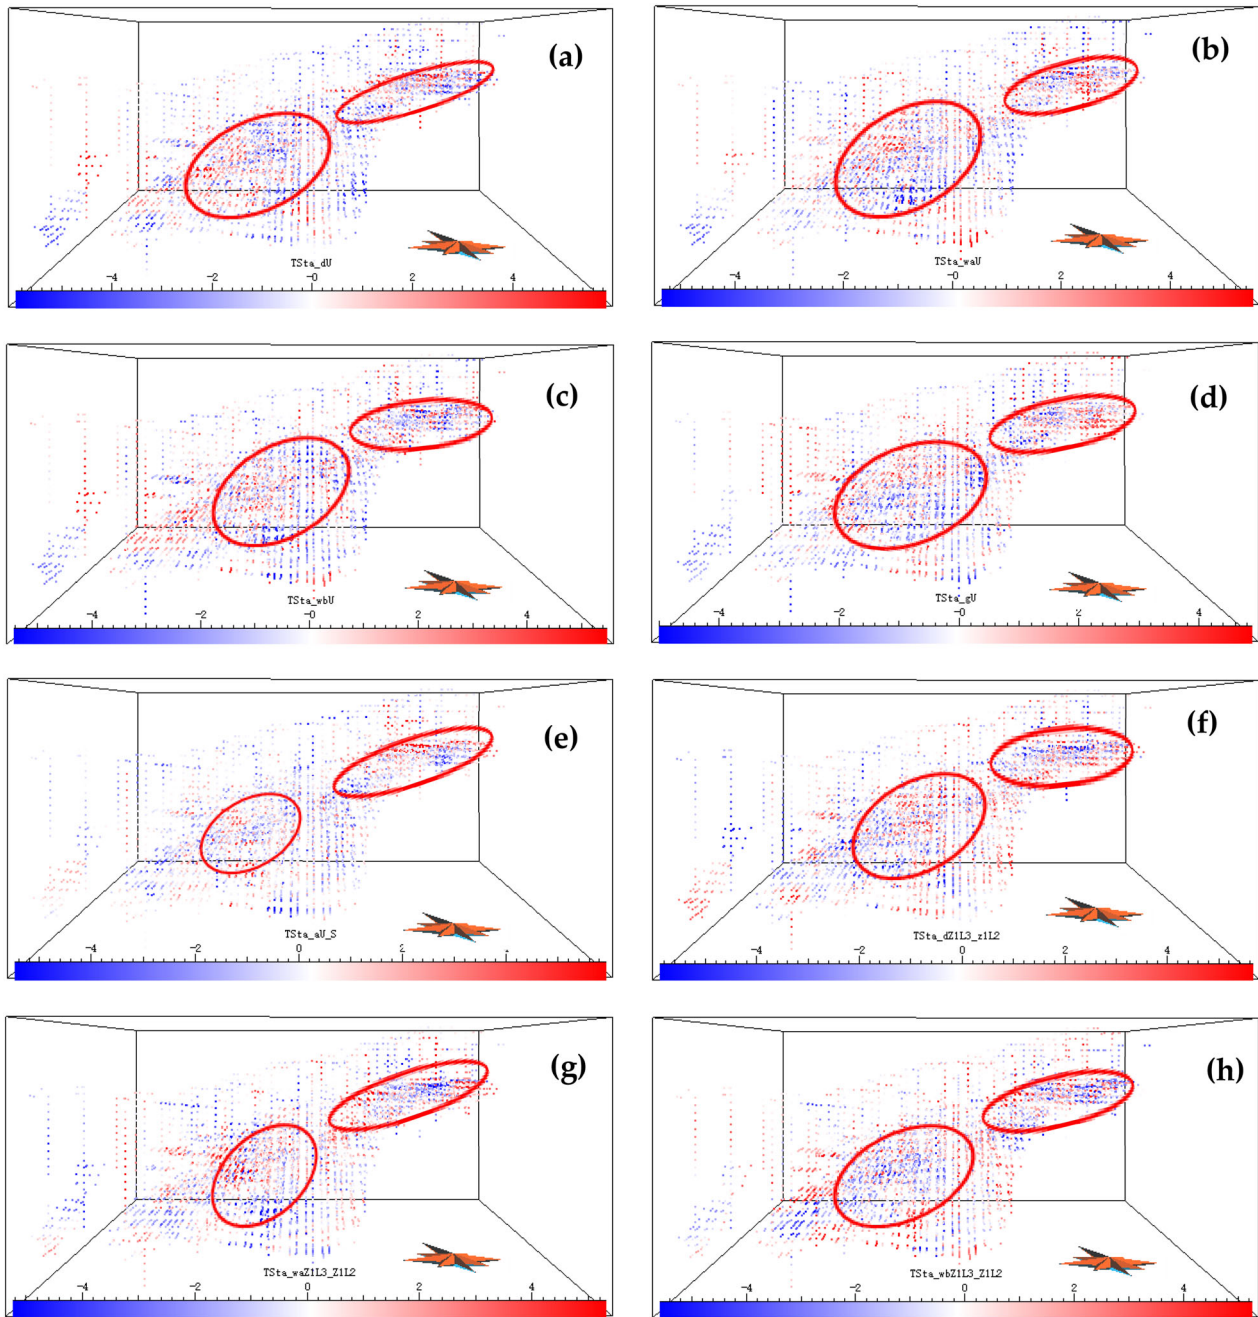 (a)
TSta_dU
-4 -2 -0 2 4
(b)
TSta_waU
-4 -2 0 2 4
(c)
TSta_wbU
-4 -2 -0 2 4
(d)
TSta_gU
-4 -2 -0 2 4
(e)
TSta_aU_S
-4 -2 0 2
(f)
TSta_dZ1L3_z1L2
-4 -2 0 2 4
(g)
TSta_waZ1L3_Z1L2
-4 -2 0 2 4
(h)
TSta_wbZ1L3_Z1L2
-4 -2 0 2 4